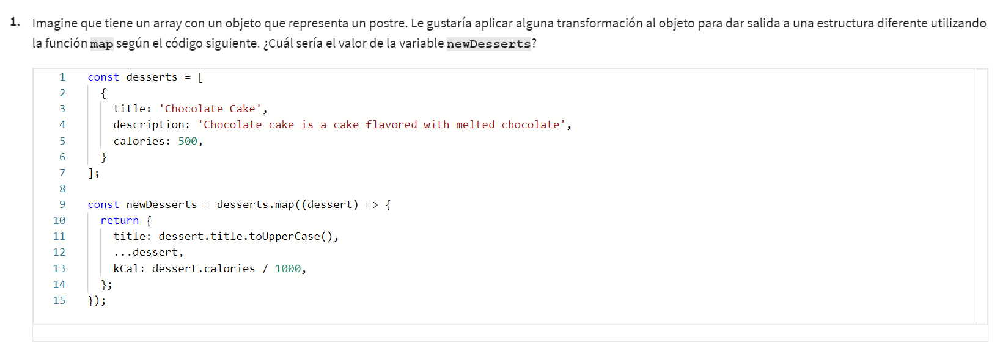 1. Imagine que tiene un array con un objeto que representa un postre. Le gustaría aplicar alguna transformación al objeto para dar salida a una estructura diferente utilizando
la función map según el código siguiente. ¿Cuál sería el valor de la variable newDesserts?
1 const desserts = [
2 {
3 title: 'Chocolate Cake',
4 description: 'Chocolate cake is a cake flavored with melted chocolate',
5 calories: 500,
6 }
7 ];
8
9 const newDesserts = desserts.map((dessert) => {
10 return {
11 title: dessert.title.toUpperCase(),
12 ...dessert,
13 kCal: dessert.calories / 1000,
14 };
15 });